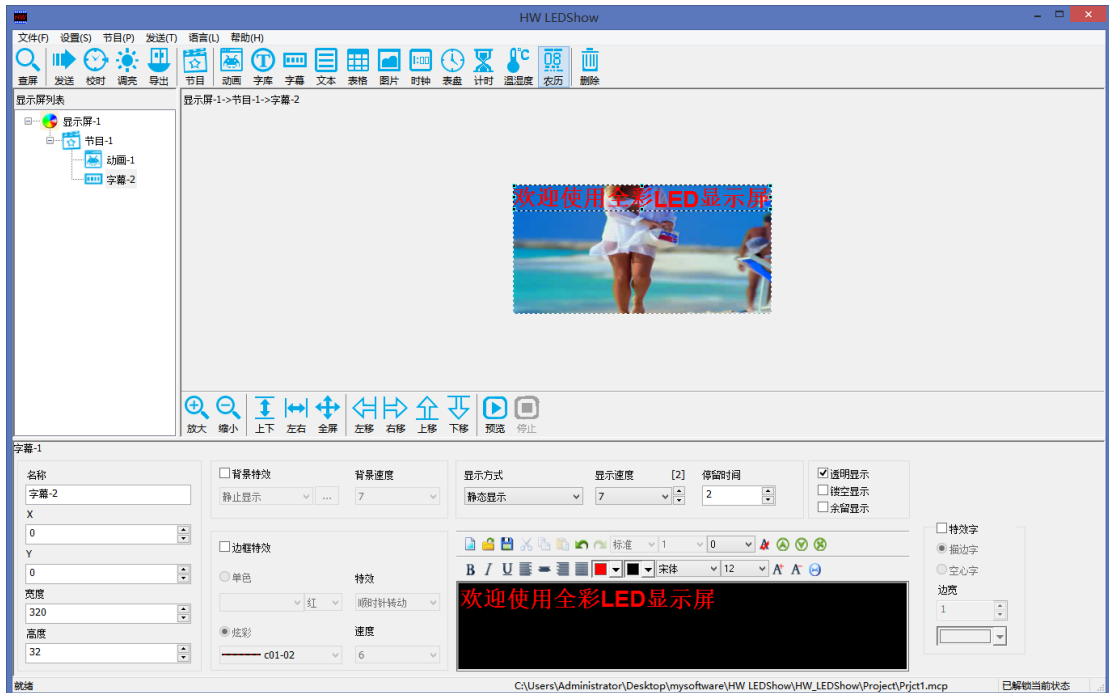 HW LEDShow
文件(F) 设置(S) 节目(P) 发送(T) 语言(L) 帮助(H)
查屏 发送 校时 调亮 导出 节目 动画 字库 字幕 文本 表格 图片 时钟 表盘 计时 温湿度 农历 删除
显示屏列表
显示屏-1->节目-1->字幕-2
显示屏-1
节目-1
动画-1
字幕-2
欢迎使用全彩LED显示屏
放大 缩小 上下 左右 全屏 左移 右移 上移 下移 预览 停止
字幕-1
名称
字幕-2
X
0
Y
0
宽度
320
高度
32
背景特效 背景速度
静止显示 ... 7
边框特效
单色 特效
红 顺时针转动
炫彩 速度
c01-02 6
显示方式 显示速度 [2] 停留时间
静态显示 7 2
透明显示
镂空显示
余留显示
标准 1 0
B I U 宋体 12 A+ A-
欢迎使用全彩LED显示屏
特效字
描边字
空心字
边宽
1
就绪
C:\Users\Administrator\Desktop\mysoftware\HW LEDShow\HW_LEDShow\Project\Prjct1.mcp
已解锁当前状态